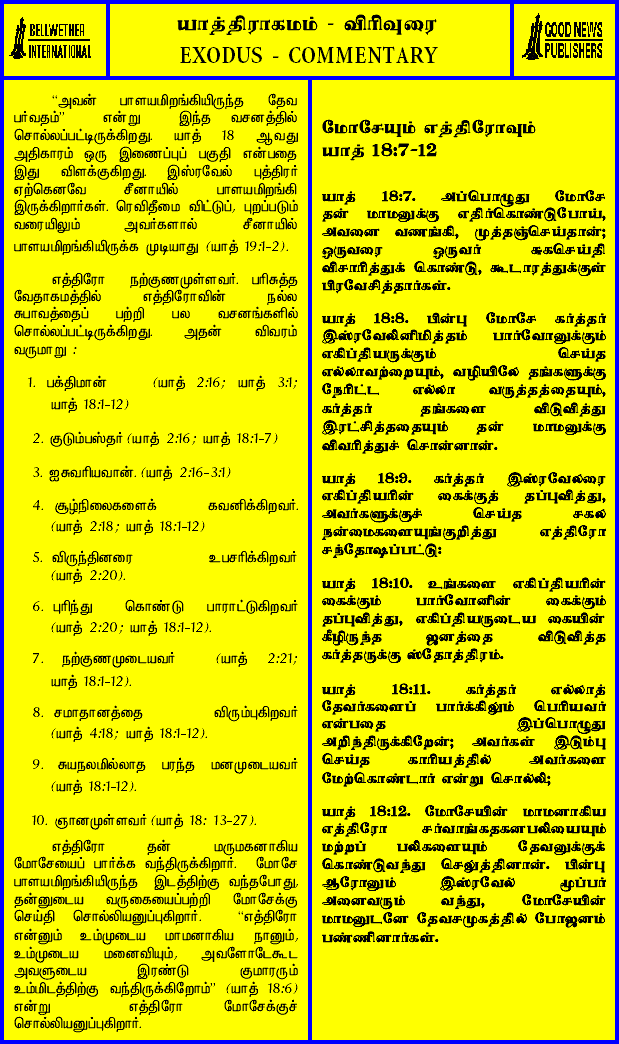 BELLWETHER
INTERNATIONAL
யாத்திராகமம் - விரிவுரை
EXODUS - COMMENTARY
GOOD NEWS
PUBLISHERS
“அவன் பாளயமிறங்கியிருந்த தேவ
பர்வதம்” என்று இந்த வசனத்தில்
சொல்லப்பட்டிருக்கிறது. யாத் 18 ஆவது
அதிகாரம் ஒரு இணைப்புப் பகுதி என்பதை
இது விளக்குகிறது. இஸ்ரவேல் புத்திரர்
ஏற்கெனவே சீனாயில் பாளயமிறங்கி
இருக்கிறார்கள். ரெவிதீமை விட்டுப், புறப்படும்
வரையிலும் அவர்களால் சீனாயில்
பாளயமிறங்கியிருக்க முடியாது (யாத் 19:1-2).
எத்திரோ நற்குணமுள்ளவர். பரிசுத்த
வேதாகமத்தில் எத்திரோவின் நல்ல
சுபாவத்தைப் பற்றி பல வசனங்களில்
சொல்லப்பட்டிருக்கிறது. அதன் விவரம்
வருமாறு :
1. பக்திமான் (யாத் 2:16; யாத் 3:1;
யாத் 18:1-12)
2. குடும்பஸ்தர் (யாத் 2:16; யாத் 18:1-7)
3. ஐசுவரியவான். (யாத் 2:16-3:1)
4. சூழ்நிலைகளைக் கவனிக்கிறவர்.
(யாத் 2:18; யாத் 18:1-12)
5. விருந்தினரை உபசரிக்கிறவர்
(யாத் 2:20).
6. புரிந்து கொண்டு பாராட்டுகிறவர்
(யாத் 2:20; யாத் 18:1-12).
7. நற்குணமுடையவர் (யாத் 2:21;
யாத் 18:1-12).
8. சமாதானத்தை விரும்புகிறவர்
(யாத் 4:18; யாத் 18:1-12).
9. சுயநலமில்லாத பரந்த மனமுடையவர்
(யாத் 18:1-12).
10. ஞானமுள்ளவர் (யாத் 18: 13-27).
எத்திரோ தன் மருமகனாகிய
மோசேயைப் பார்க்க வந்திருக்கிறார். மோசே
பாளயமிறங்கியிருந்த இடத்திற்கு வந்தபோது,
தன்னுடைய வருகையைப்பற்றி மோசேக்கு
செய்தி சொல்லியனுப்புகிறார். “எத்திரோ
என்னும் உம்முடைய மாமனாகிய நானும்,
உம்முடைய மனைவியும், அவளோடேகூட
அவளுடைய இரண்டு குமாரரும்
உம்மிடத்திற்கு வந்திருக்கிறோம்” (யாத் 18:6)
என்று எத்திரோ மோசேக்குச்
சொல்லியனுப்புகிறார்.
மோசேயும் எத்திரோவும்
யாத் 18:7-12
யாத் 18:7. அப்பொழுது மோசே
தன் மாமனுக்கு எதிர்கொண்டுபோய்,
அவனை வணங்கி, முத்தஞ்செய்தான்;
ஒருவரை ஒருவர் சுகசெய்தி
விசாரித்துக் கொண்டு, கூடாரத்துக்குள்
பிரவேசித்தார்கள்.
யாத் 18:8. பின்பு மோசே கர்த்தர்
இஸ்ரவேலினிமித்தம் பார்வோனுக்கும்
எகிப்தியருக்கும் செய்த
எல்லாவற்றையும், வழியிலே தங்களுக்கு
நேரிட்ட எல்லா வருத்தத்தையும்,
கர்த்தர் தங்களை விடுவித்து
இரட்சித்ததையும் தன் மாமனுக்கு
விவரித்துச் சொன்னான்.
யாத் 18:9. கர்த்தர் இஸ்ரவேலரை
எகிப்தியரின் கைக்குத் தப்புவித்து,
அவர்களுக்குச் செய்த சகல
நன்மைகளையுங்குறித்து எத்திரோ
சந்தோஷப்பட்டு:
யாத் 18:10. உங்களை எகிப்தியரின்
கைக்கும் பார்வோனின் கைக்கும்
தப்புவித்து, எகிப்தியருடைய கையின்
கீழிருந்த ஜனத்தை விடுவித்த
கர்த்தருக்கு ஸ்தோத்திரம்.
யாத் 18:11. கர்த்தர் எல்லாத்
தேவர்களைப் பார்க்கிலும் பெரியவர்
என்பதை இப்பொழுது
அறிந்திருக்கிறேன்; அவர்கள் இடும்பு
செய்த காரியத்தில் அவர்களை
மேற்கொண்டார் என்று சொல்லி;
யாத் 18:12. மோசேயின் மாமனாகிய
எத்திரோ சர்வாங்கதகனபலியையும்
மற்றப் பலிகளையும் தேவனுக்குக்
கொண்டுவந்து செலுத்தினான். பின்பு
ஆரோனும் இஸ்ரவேல் மூப்பர்
அனைவரும் வந்து, மோசேயின்
மாமனுடனே தேவசமுகத்தில் போஜனம்
பண்ணினார்கள்.